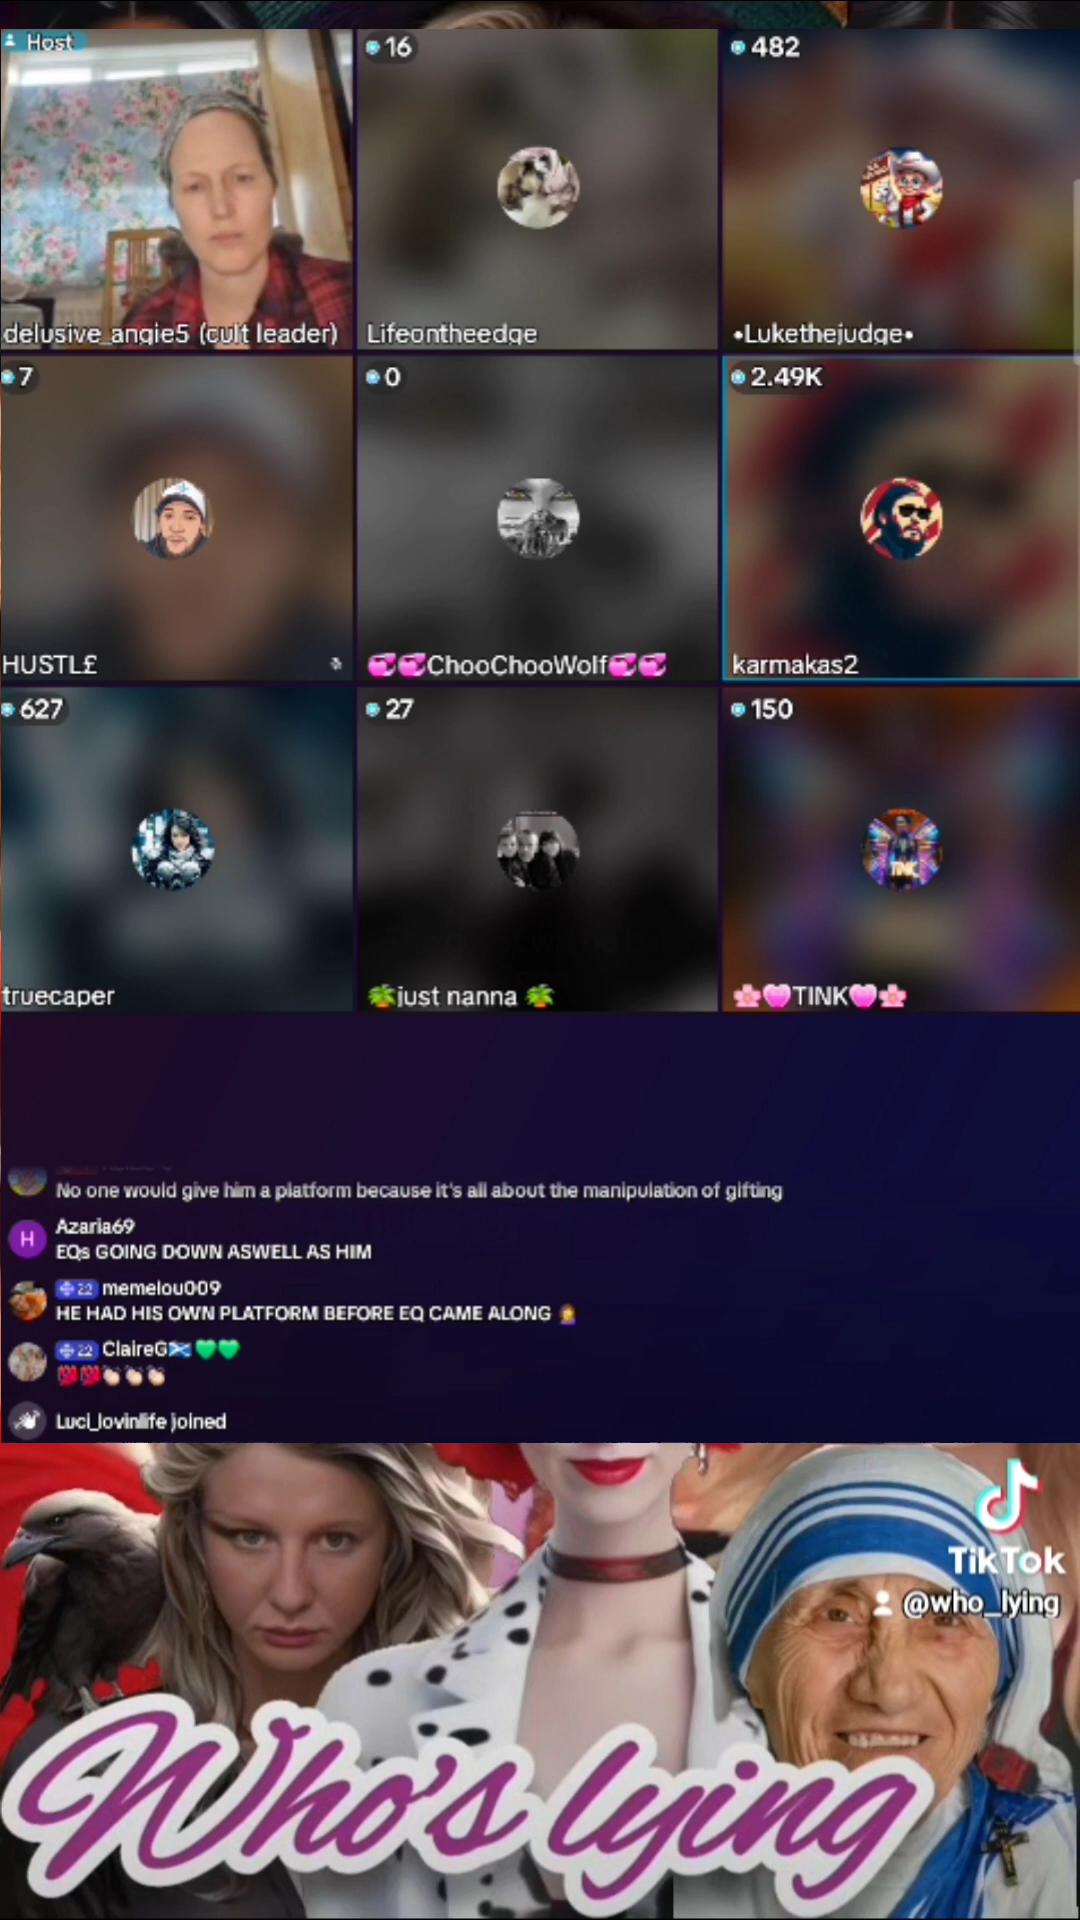 Host
16
482
delusive_angie5 (cult leader)
Lifeontheedge
•Lukethejudge•
7
0
2.49K
HUSTL£
💞💞ChooChooWolf💞💞
karmakas2
627
27
150
TINK
truecaper
🌴just nanna 🌴
🌸💗TINK💗🌸
No one would give him a platform because it's all about the manipulation of gifting
H
Azaria69
EQs GOING DOWN ASWELL AS HIM
22 memelou009
HE HAD HIS OWN PLATFORM BEFORE EQ CAME ALONG 🤦‍♀️
22 ClaireG🏴󠁧󠁢󠁳󠁣󠁴󠁿💚💚
💯💯👏🏻👏🏻👏🏻
Luci_lovinlife joined
TikTok
@who_lying
Who's lying